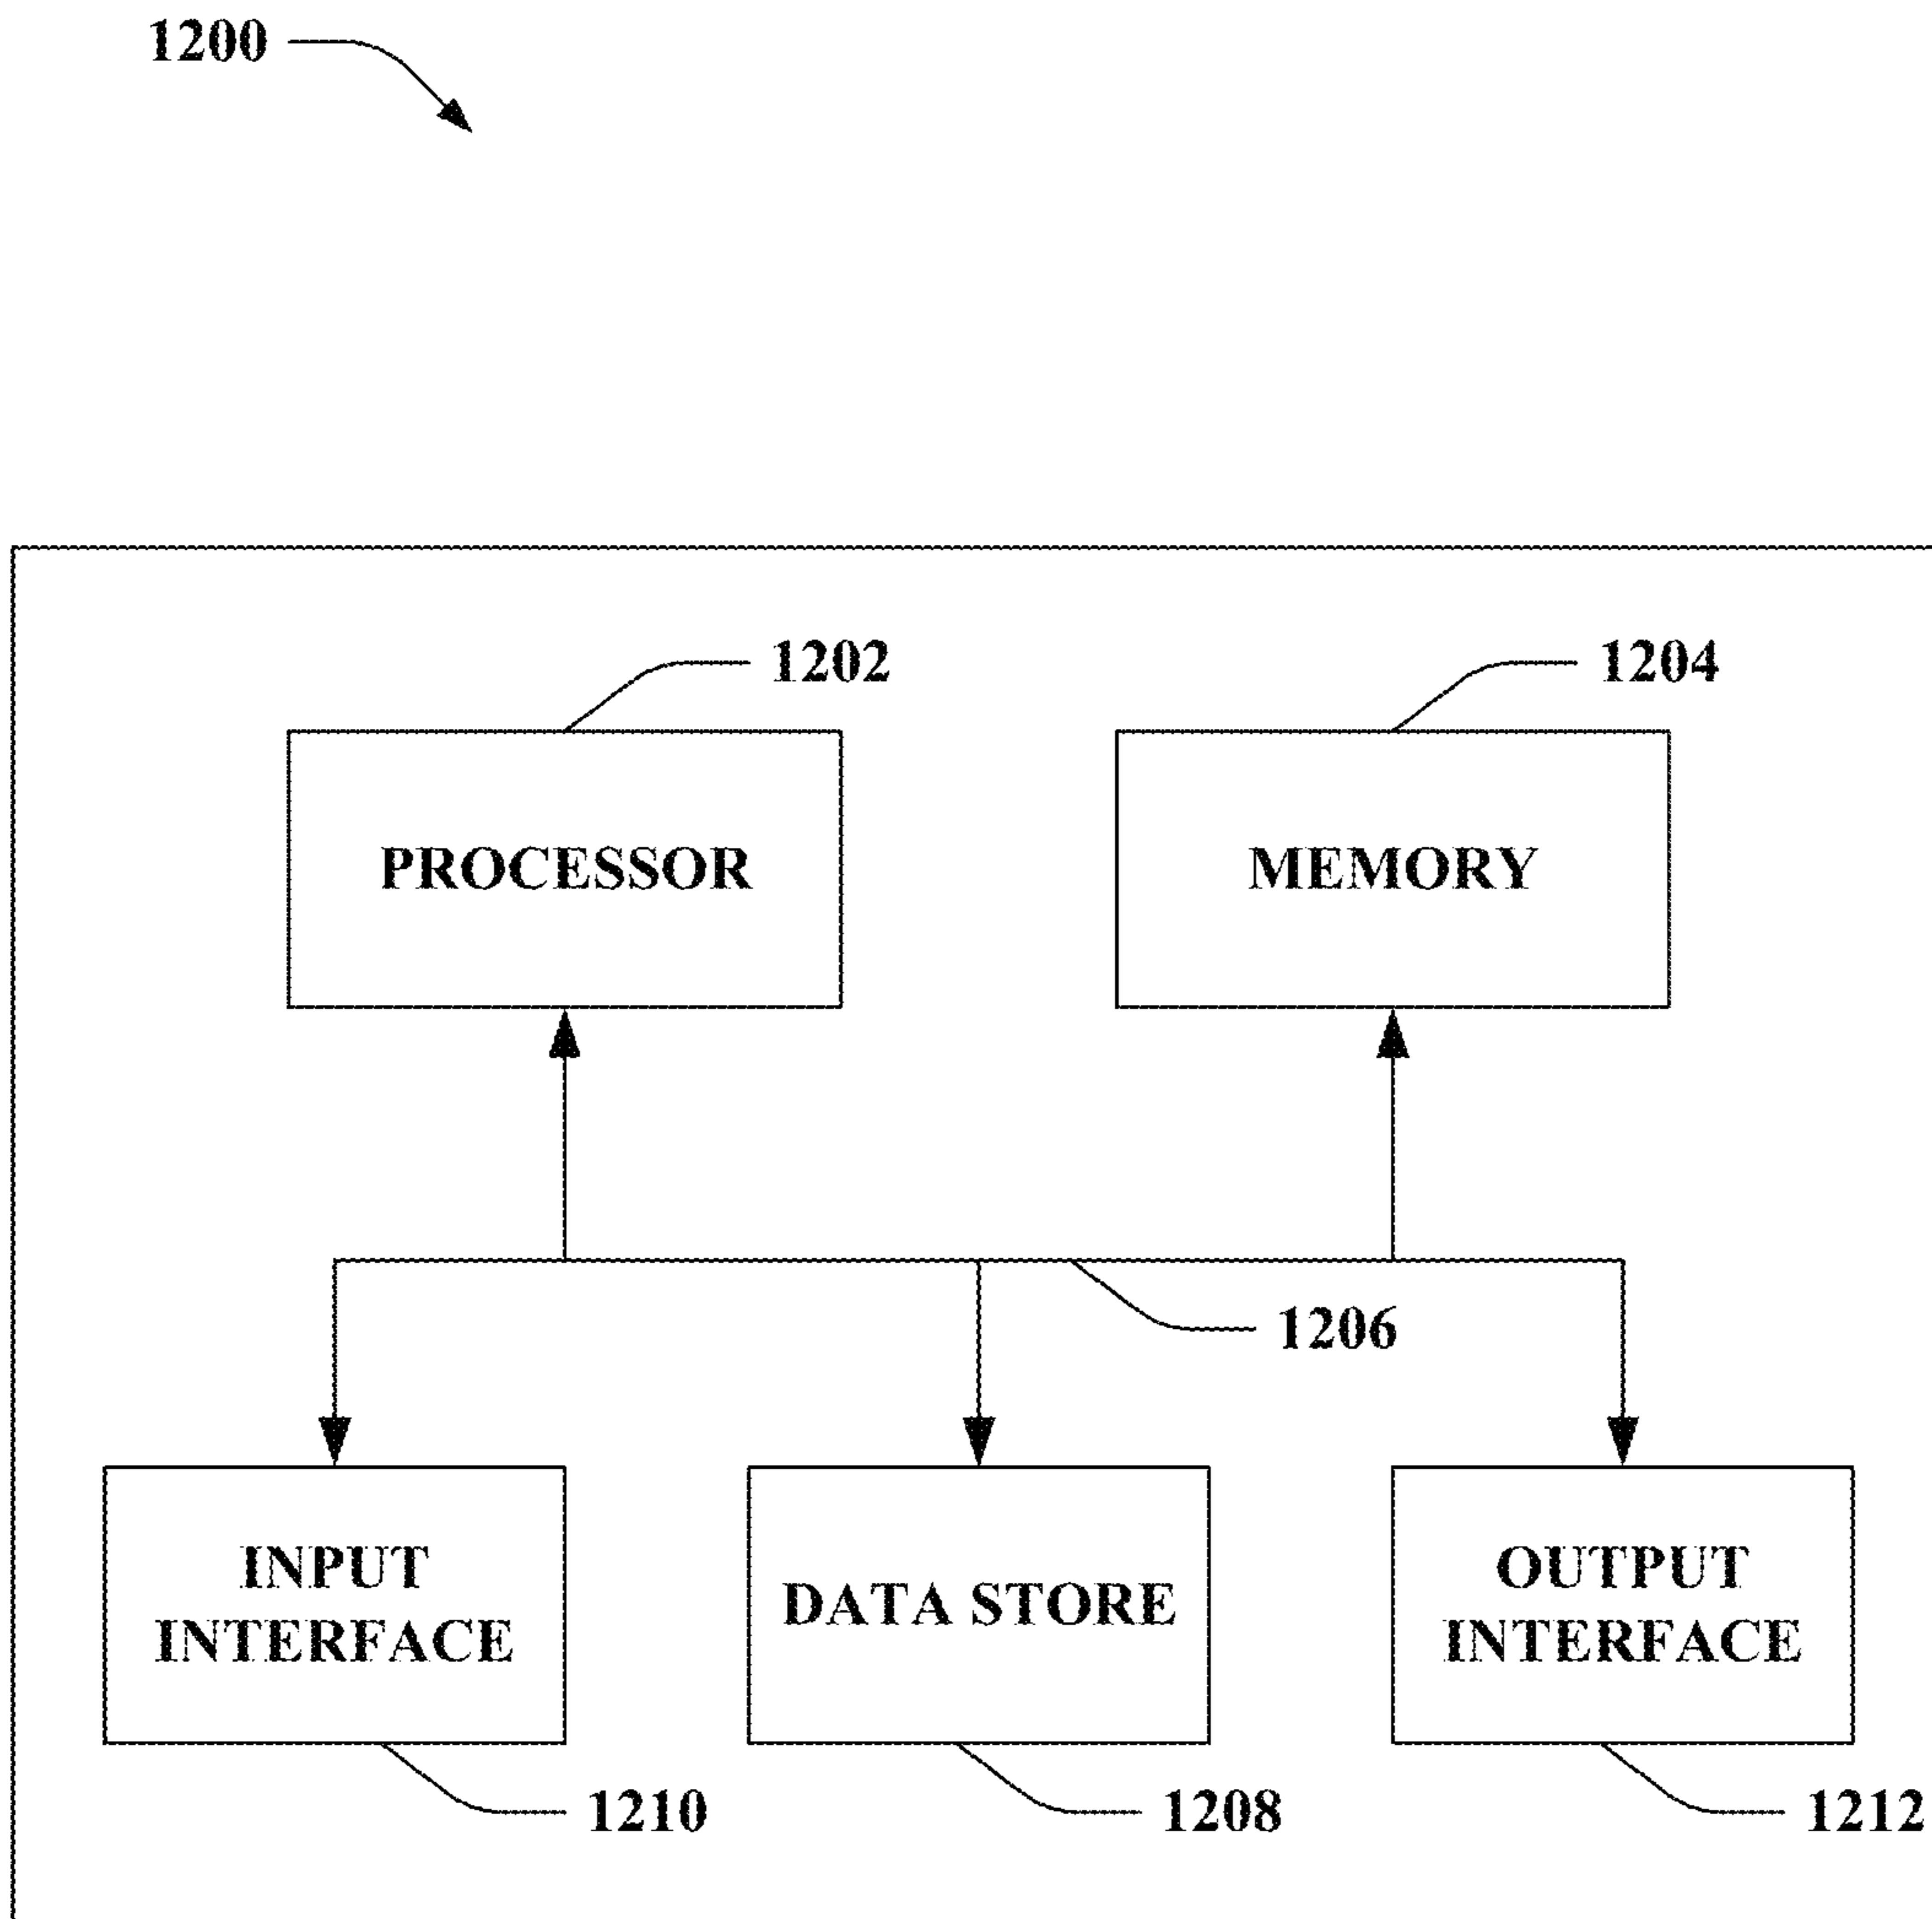 1200
1202
1204
PROCESSOR
MEMORY
1206
INPUT
INTERFACE
DATA STORE
OUTPUT
INTERFACE
1210
1208
1212